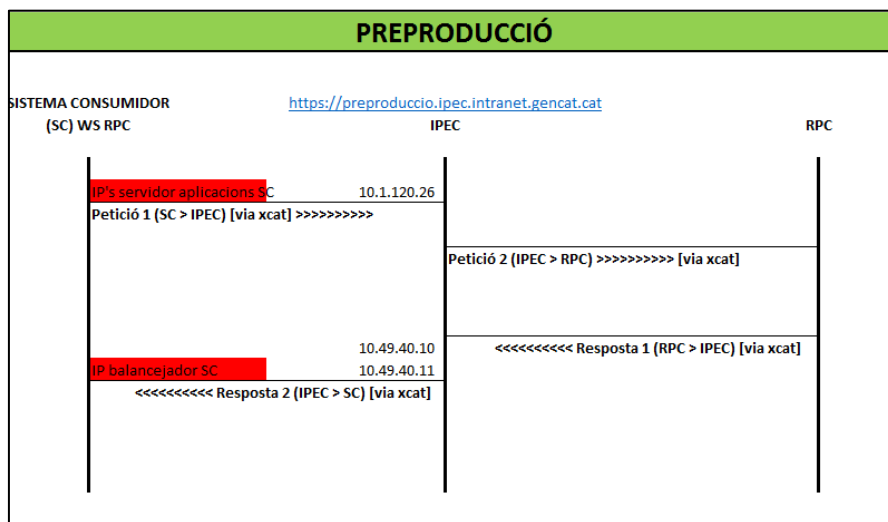 PREPRODUCCIÓ
SISTEMA CONSUMIDOR https://preproduccio.ipec.intranet.gencat.cat
(SC) WS RPC IPEC RPC
IP's servidor aplicacions SC 10.1.120.26
Petició 1 (SC > IPEC) [via xcat] >>>>>>>>>>
Petició 2 (IPEC > RPC) >>>>>>>>>> [via xcat]
10.49.40.10 <<<<<<<<<< Resposta 1 (RPC > IPEC) [via xcat]
IP balancejador SC 10.49.40.11
<<<<<<<<<< Resposta 2 (IPEC > SC) [via xcat]